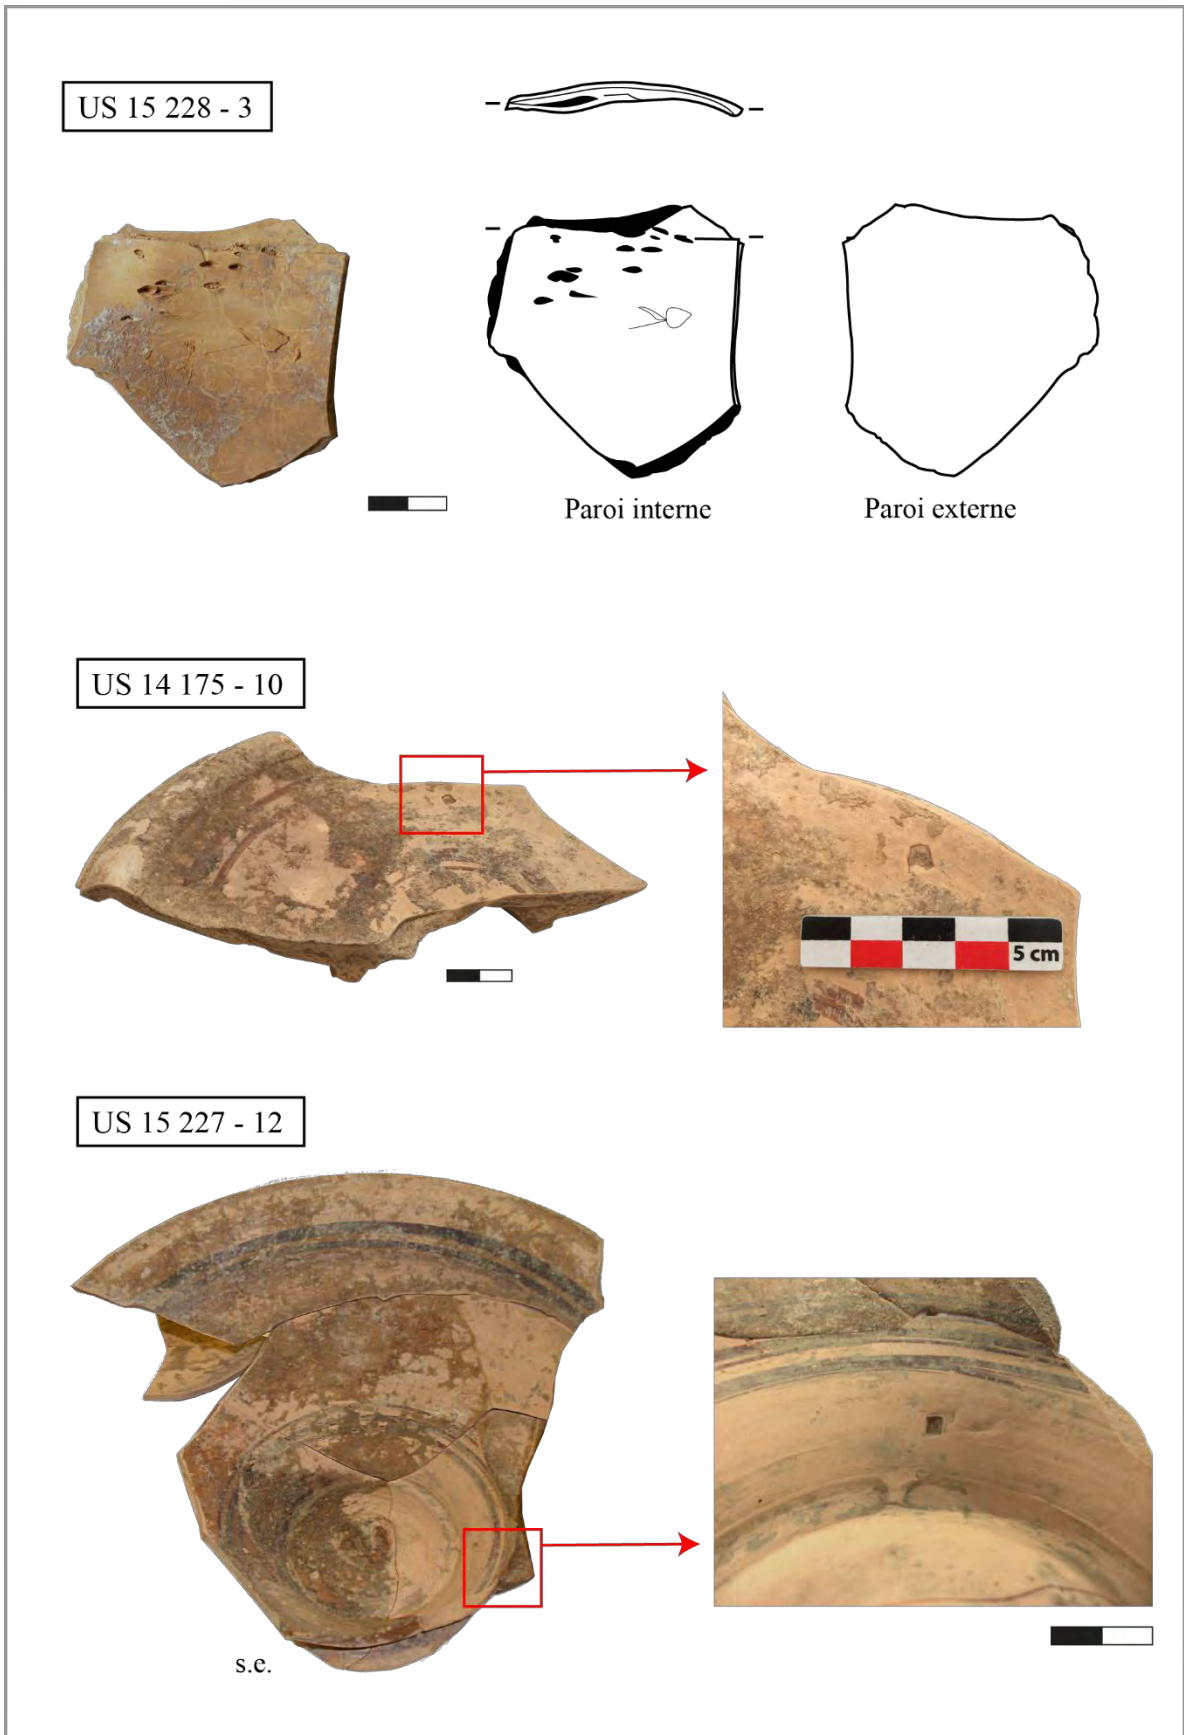 US 15 228 - 3
Paroi interne
Paroi externe
US 14 175 - 10
5 cm
US 15 227 - 12
s.e.